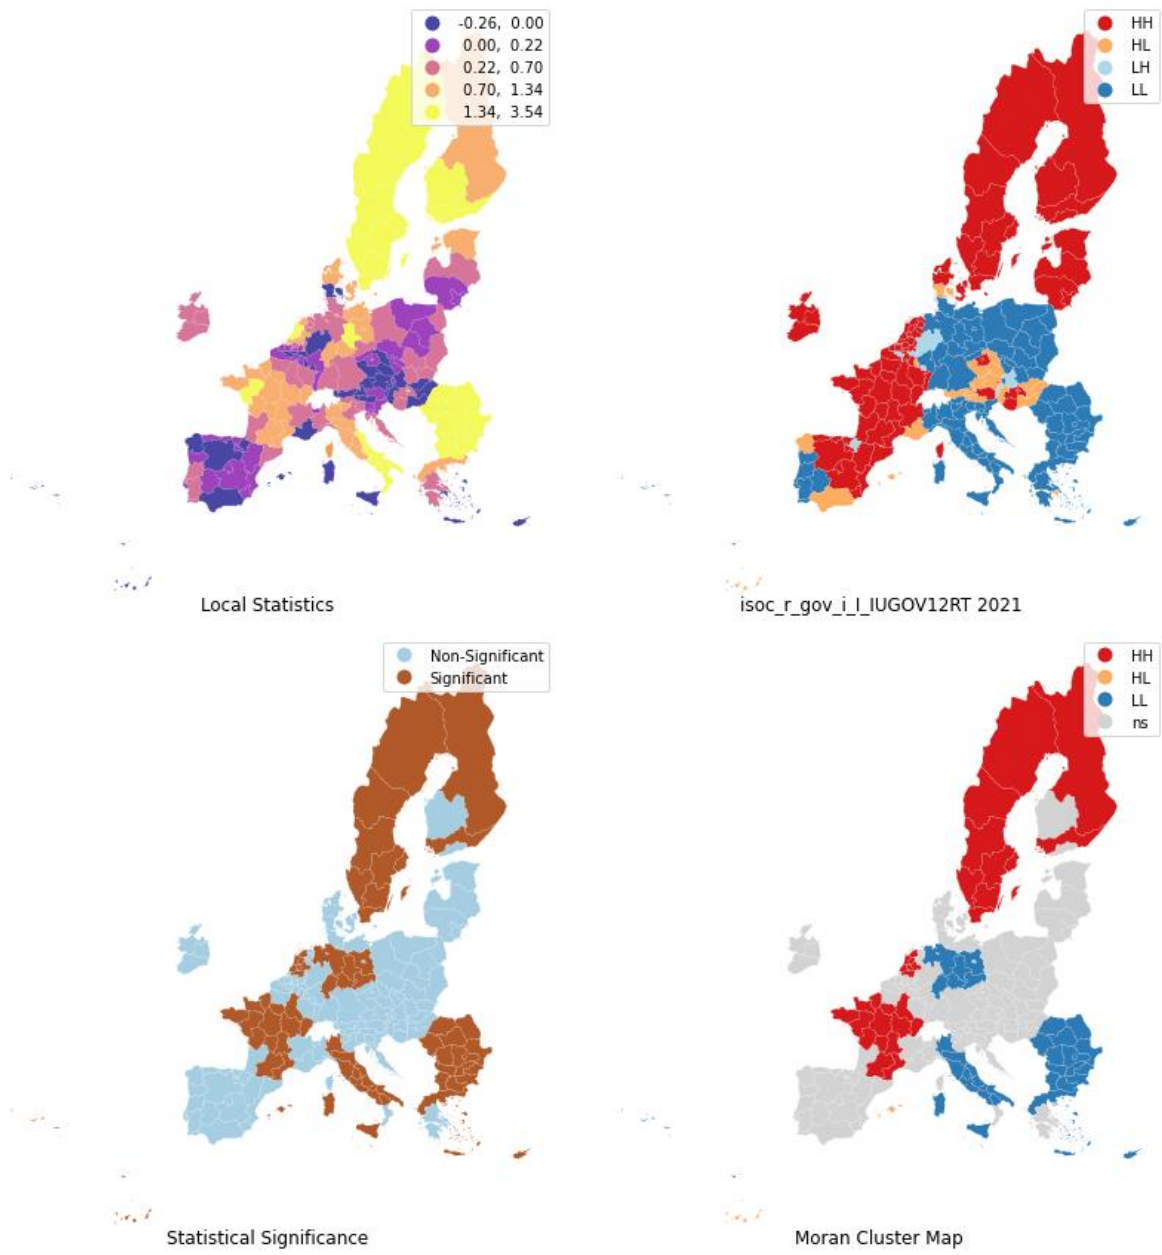 -0.26, 0.00
0.00, 0.22
0.22, 0.70
0.70, 1.34
1.34, 3.54
Local Statistics
HH
HL
LH
LL
isoc_r_gov_i_I_IUGOV12RT 2021
Non-Significant
Significant
Statistical Significance
HH
HL
LL
ns
Moran Cluster Map